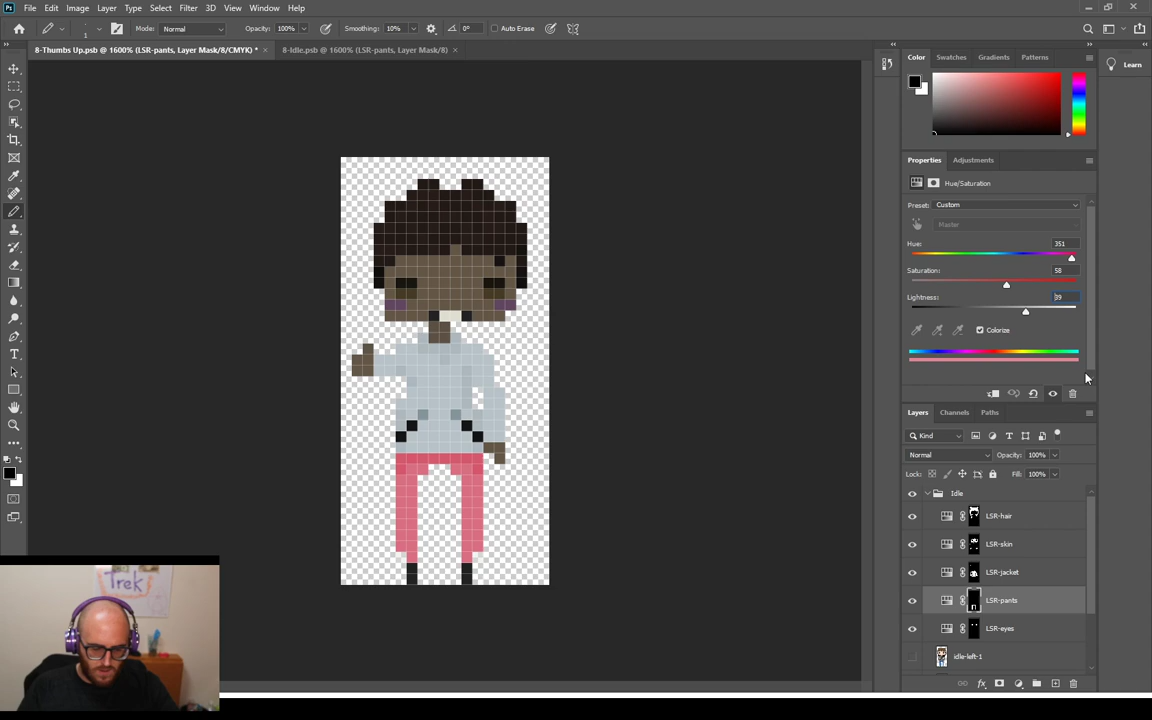 Ps File Edit Image Layer Type Select Filter 3D View Window Help
1 Mode: Normal Opacity: 100% Smoothing: 10% 0° Auto Erase
8-Thumbs Up.psb @ 1600% (LSR-pants, Layer Mask/8/CMYK) * × 8-Idle.psb @ 1600% (LSR-pants, Layer Mask/8) ×
Color Swatches Gradients Patterns
Learn
Properties Adjustments
Hue/Saturation
Preset: Custom
Master
Hue: 351
Saturation: 58
Lightness: 39
Colorize
Layers Channels Paths
Kind
Normal Opacity: 100%
Lock: Fill: 100%
Idle
LSR-hair
LSR-skin
LSR-jacket
LSR-pants
LSR-eyes
idle-left-1
fx
Trek